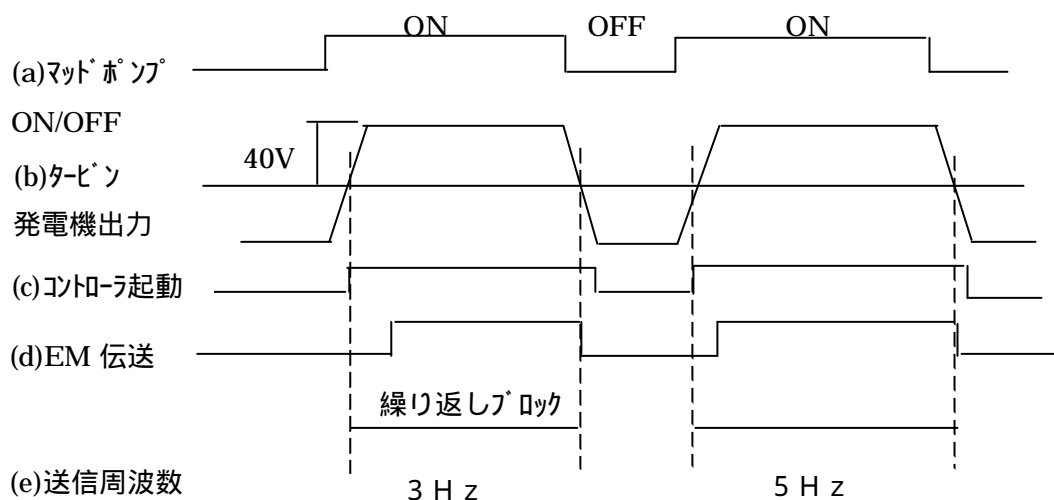 ON OFF ON
(a)ﾏｯﾄﾞﾎﾟﾝﾌﾟ
ON/OFF
40V
(b)ﾀｰﾋﾞﾝ
発電機出力
(c)ｺﾝﾄﾛｰﾗ起動
(d)EM 伝送
繰り返しﾌﾞﾛｯｸ
(e)送信周波数
３Ｈｚ ５Ｈｚ